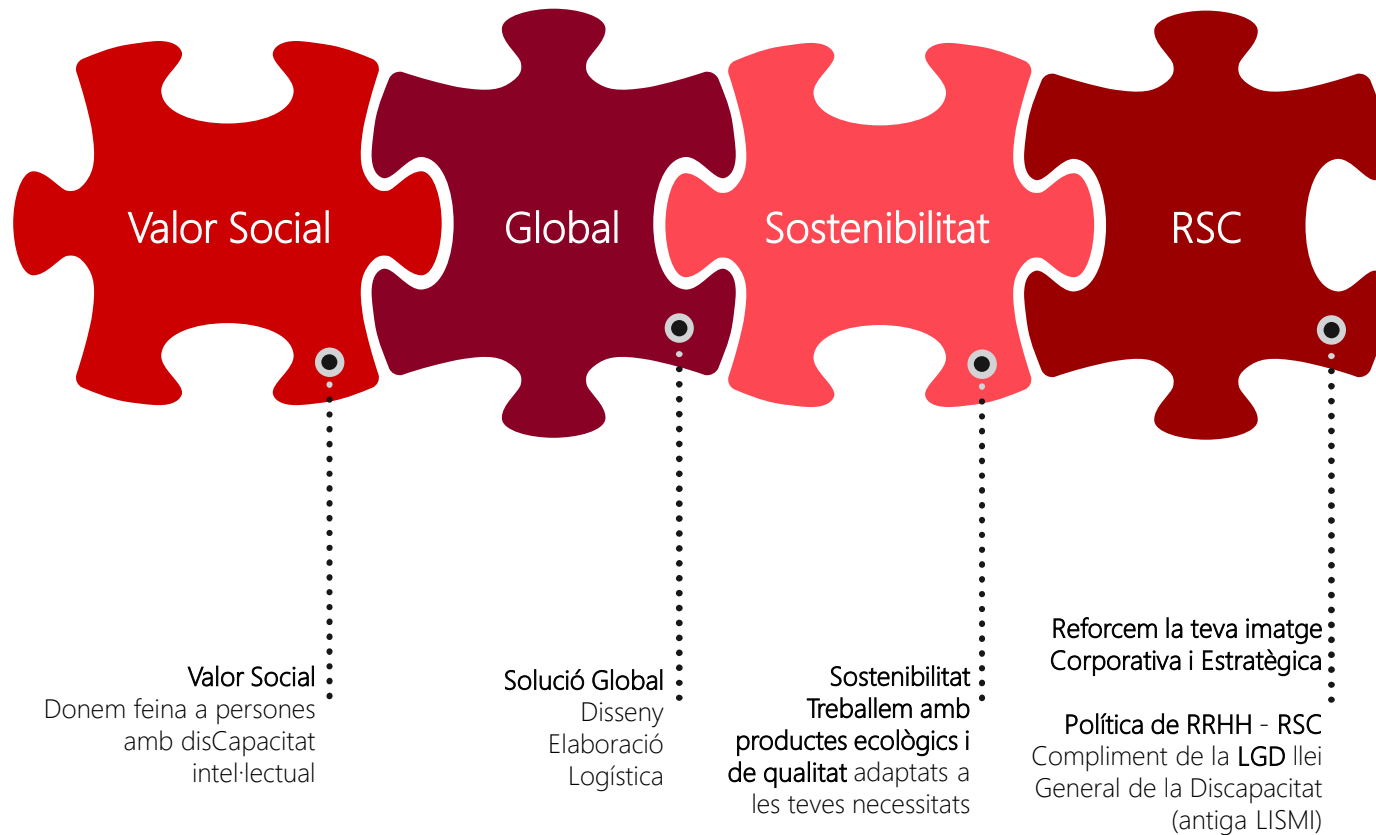 Valor Social
Global
Sostenibilitat
RSC
Valor Social
Donem feina a persones
amb disCapacitat
intel·lectual
Solució Global
Disseny
Elaboració
Logística
Sostenibilitat
Treballem amb
productes ecològics i
de qualitat adaptats a
les teves necessitats
Reforcem la teva imatge
Corporativa i Estratègica
Política de RRHH - RSC
Compliment de la LGD llei
General de la Discapacitat
(antiga LISMI)